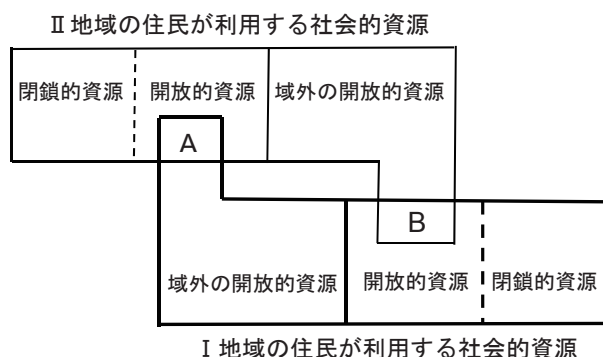 Ⅱ地域の住民が利用する社会的資源
閉鎖的資源
開放的資源
域外の開放的資源
A
B
域外の開放的資源
開放的資源
閉鎖的資源
Ⅰ地域の住民が利用する社会的資源